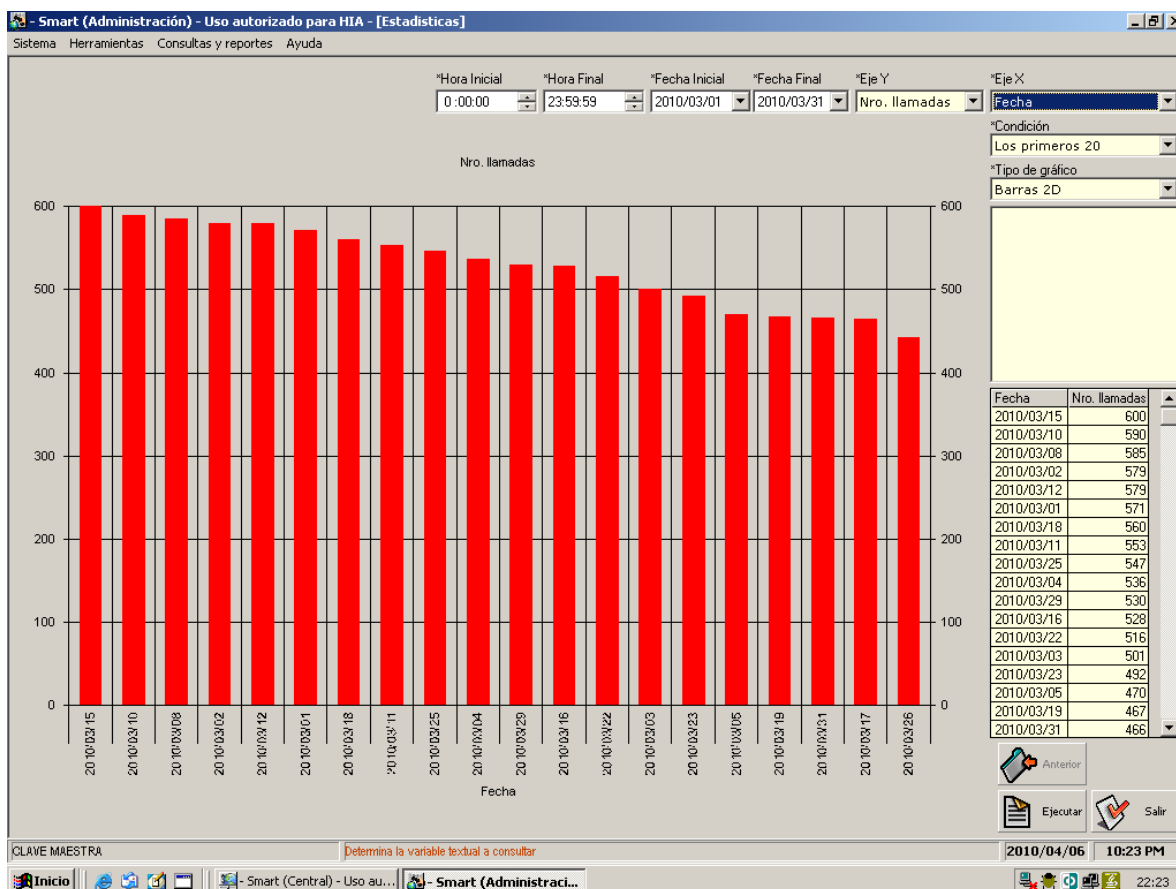 - Smart (Administración) - Uso autorizado para HIA - [Estadisticas]
Sistema Herramientas Consultas y reportes Ayuda
*Hora Inicial *Hora Final *Fecha Inicial *Fecha Final *Eje Y *Eje X
0:00:00 23:59:59 2010/03/01 2010/03/31 Nro. llamadas Fecha
*Condición
Los primeros 20
*Tipo de gráfico
Barras 2D
Nro. llamadas
600 600
500 500
400 400
300 300
200 200
100 100
0 0
2010/03/15 2010/03/10 2010/03/08 2010/03/02 2010/03/12 2010/03/01 2010/03/18 2010/03/11 2010/03/25 2010/03/04 2010/03/29 2010/03/16 2010/03/22 2010/03/03 2010/03/23 2010/03/05 2010/03/19 2010/03/31 2010/03/17 2010/03/26
Fecha
Fecha Nro. llamadas
2010/03/15 600
2010/03/10 590
2010/03/08 585
2010/03/02 579
2010/03/12 579
2010/03/01 571
2010/03/18 560
2010/03/11 553
2010/03/25 547
2010/03/04 536
2010/03/29 530
2010/03/16 528
2010/03/22 516
2010/03/03 501
2010/03/23 492
2010/03/05 470
2010/03/19 467
2010/03/31 466
Anterior
Ejecutar Salir
CLAVE MAESTRA Determina la variable textual a consultar 2010/04/06 10:23 PM
Inicio - Smart (Central) - Uso au... - Smart (Administraci... 22:23